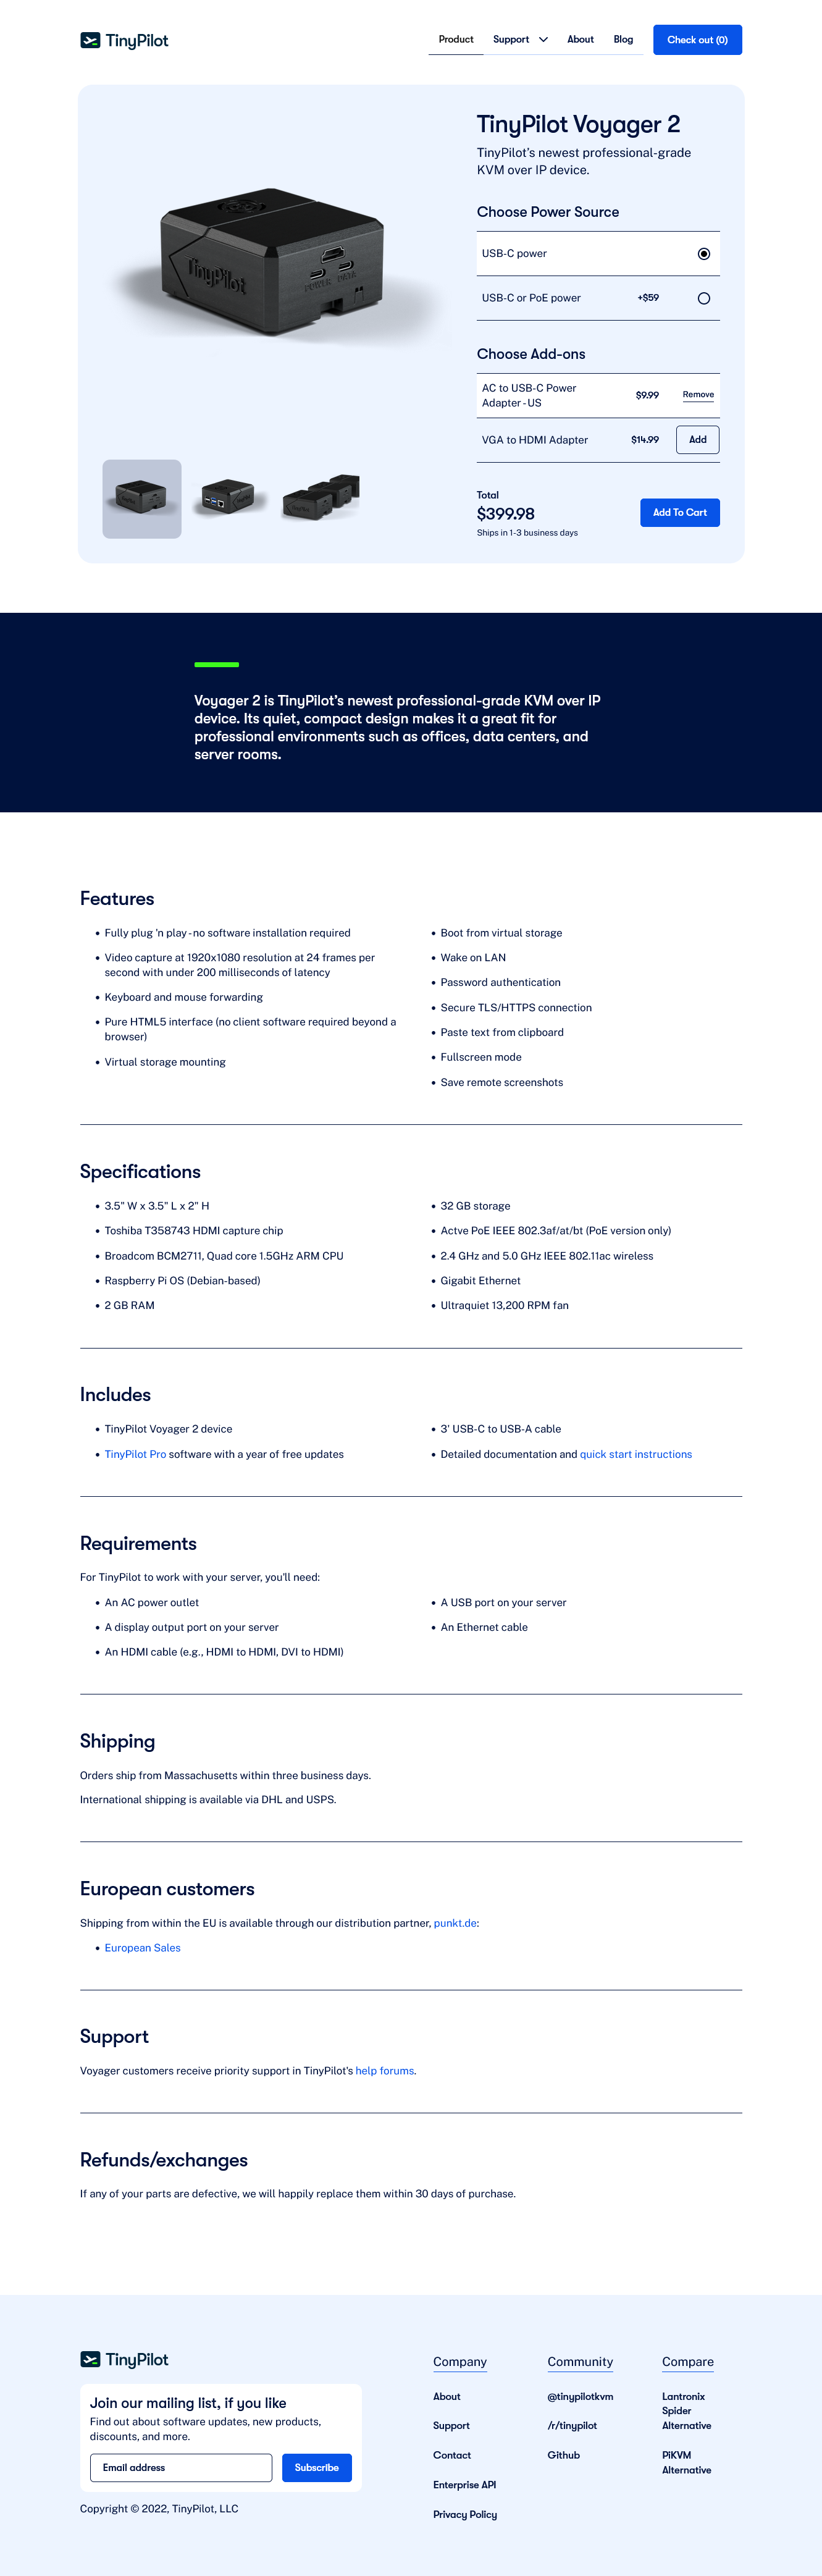 TinyPilot
Product
Support
About
Blog
Check out (0)
TinyPilot Voyager 2
TinyPilot's newest professional-grade
KVM over IP device.
TinyPilot
POWER DATA
Choose Power Source
USB-C power
USB-C or PoE power +$59
Choose Add-ons
AC to USB-C Power
Adapter - US
$9.99
Remove
VGA to HDMI Adapter $14.99 Add
Total
$399.98
Ships in 1-3 business days
Add To Cart
Voyager 2 is TinyPilot's newest professional-grade KVM over IP
device. Its quiet, compact design makes it a great fit for
professional environments such as offices, data centers, and
server rooms.
Features
• Fully plug 'n play - no software installation required
• Video capture at 1920x1080 resolution at 24 frames per
second with under 200 milliseconds of latency
• Keyboard and mouse forwarding
• Pure HTML5 interface (no client software required beyond a
browser)
• Virtual storage mounting
• Boot from virtual storage
• Wake on LAN
• Password authentication
• Secure TLS/HTTPS connection
• Paste text from clipboard
• Fullscreen mode
• Save remote screenshots
Specifications
• 3.5" W x 3.5" L x 2" H
• Toshiba T358743 HDMI capture chip
• Broadcom BCM2711, Quad core 1.5GHz ARM CPU
• Raspberry Pi OS (Debian-based)
• 2 GB RAM
• 32 GB storage
• Actve PoE IEEE 802.3af/at/bt (PoE version only)
• 2.4 GHz and 5.0 GHz IEEE 802.11ac wireless
• Gigabit Ethernet
• Ultraquiet 13,200 RPM fan
Includes
• TinyPilot Voyager 2 device
• TinyPilot Pro software with a year of free updates
• 3' USB-C to USB-A cable
• Detailed documentation and quick start instructions
Requirements
For TinyPilot to work with your server, you'll need:
• An AC power outlet
• A display output port on your server
• An HDMI cable (e.g., HDMI to HDMI, DVI to HDMI)
• A USB port on your server
• An Ethernet cable
Shipping
Orders ship from Massachusetts within three business days.
International shipping is available via DHL and USPS.
European customers
Shipping from within the EU is available through our distribution partner, punkt.de:
• European Sales
Support
Voyager customers receive priority support in TinyPilot's help forums.
Refunds/exchanges
If any of your parts are defective, we will happily replace them within 30 days of purchase.
TinyPilot
Join our mailing list, if you like
Find out about software updates, new products,
discounts, and more.
Email address
Subscribe
Copyright © 2022, TinyPilot, LLC
Company
About
Support
Contact
Enterprise API
Privacy Policy
Community
@tinypilotkvm
/r/tinypilot
Github
Compare
Lantronix
Spider
Alternative
PiKVM
Alternative